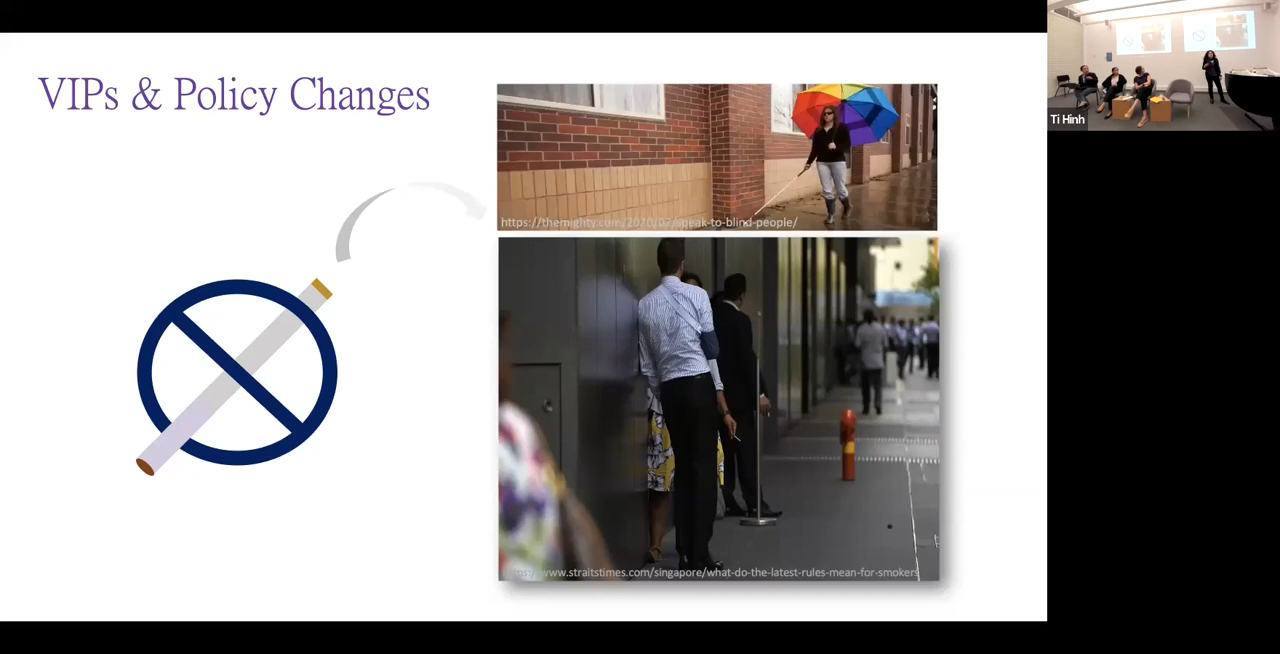 VIPs & Policy Changes
https://themighty.com/2020/07/speak-to-blind-people/
https://www.straitstimes.com/singapore/what-do-the-latest-rules-mean-for-smokers
Ti Hinh